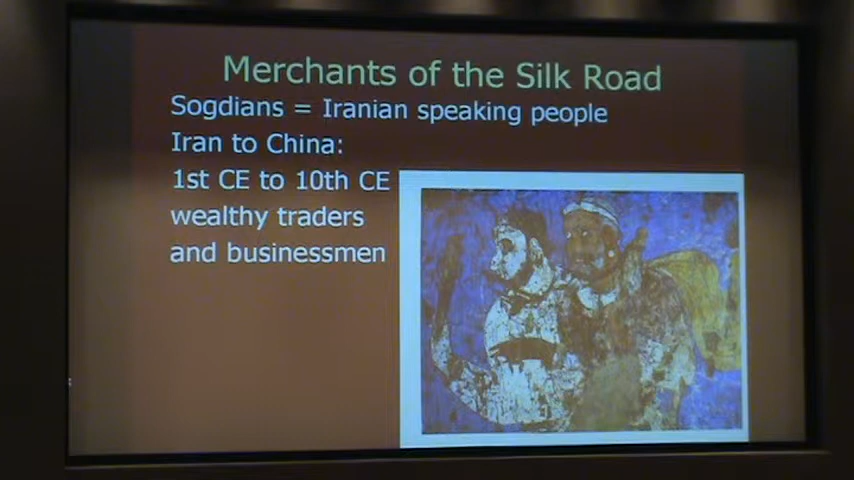 Merchants of the Silk Road
Sogdians = Iranian speaking people
Iran to China:
1st CE to 10th CE
wealthy traders
and businessmen